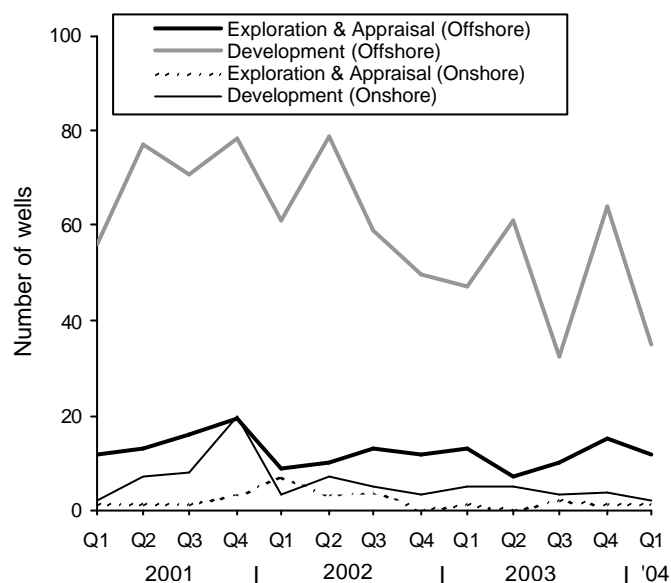 Exploration & Appraisal (Offshore)
Development (Offshore)
Exploration & Appraisal (Onshore)
Development (Onshore)
Number of wells
100
80
60
40
20
0
Q1 Q2 Q3 Q4 Q1 Q2 Q3 Q4 Q1 Q2 Q3 Q4 Q1
2001 2002 2003 '04